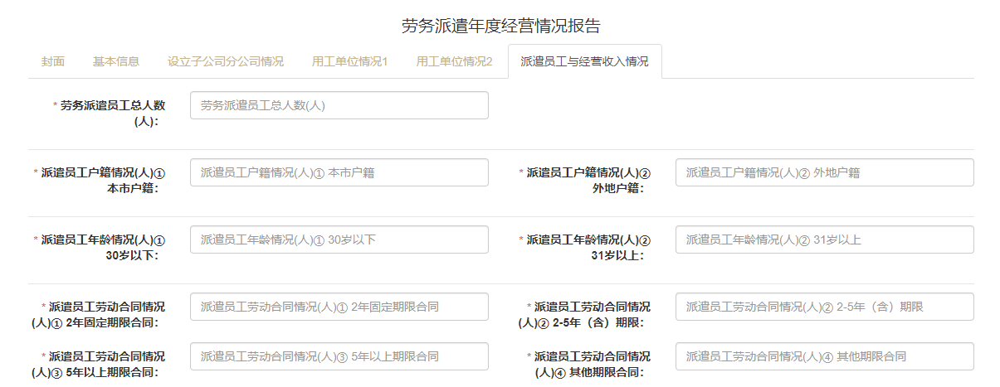 劳务派遣年度经营情况报告
封面 基本信息 设立子公司分公司情况 用工单位情况1 用工单位情况2 派遣员工与经营收入情况
* 劳务派遣员工总人数
(人)：
劳务派遣员工总人数(人)
* 派遣员工户籍情况(人)①
本市户籍：
派遣员工户籍情况(人)① 本市户籍
* 派遣员工户籍情况(人)②
外地户籍：
派遣员工户籍情况(人)② 外地户籍
* 派遣员工年龄情况(人)①
30岁以下：
派遣员工年龄情况(人)① 30岁以下
* 派遣员工年龄情况(人)②
31岁以上：
派遣员工年龄情况(人)② 31岁以上
* 派遣员工劳动合同情况
(人)① 2年固定期限合同：
派遣员工劳动合同情况(人)① 2年固定期限合同
* 派遣员工劳动合同情况
(人)② 2-5年（含）期限：
派遣员工劳动合同情况(人)② 2-5年（含）期限
* 派遣员工劳动合同情况
(人)③ 5年以上期限合同：
派遣员工劳动合同情况(人)③ 5年以上期限合同
* 派遣员工劳动合同情况
(人)④ 其他期限合同：
派遣员工劳动合同情况(人)④ 其他期限合同